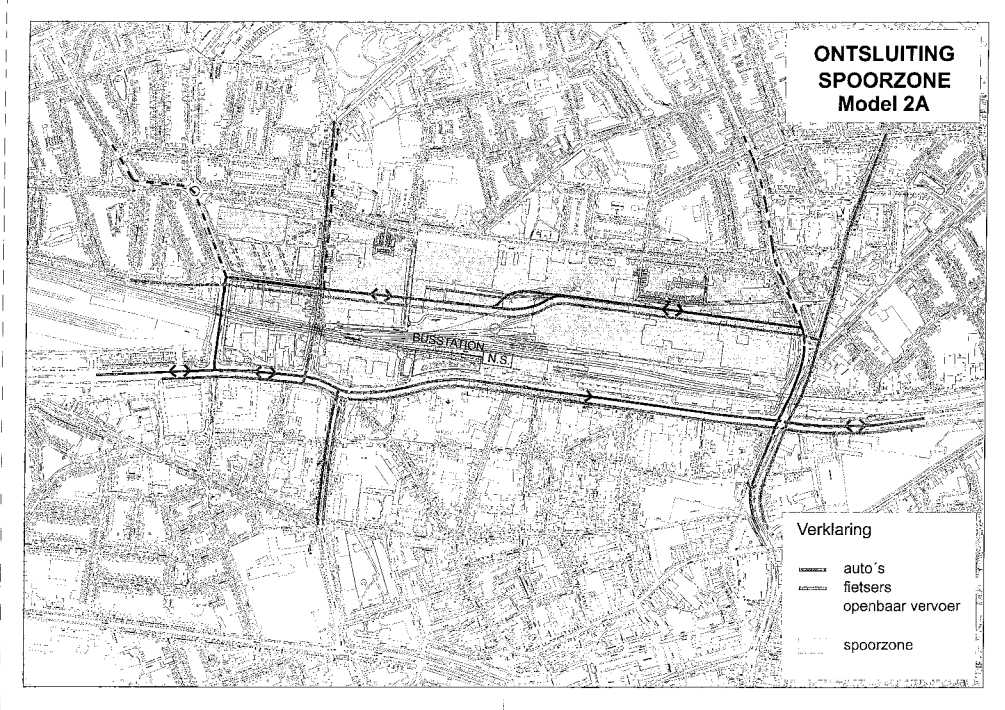 ONTSLUITING
SPOORZONE
Model 2A
BUSSTATION
N.S.
Verklaring
auto´s
fietsers
openbaar vervoer
spoorzone